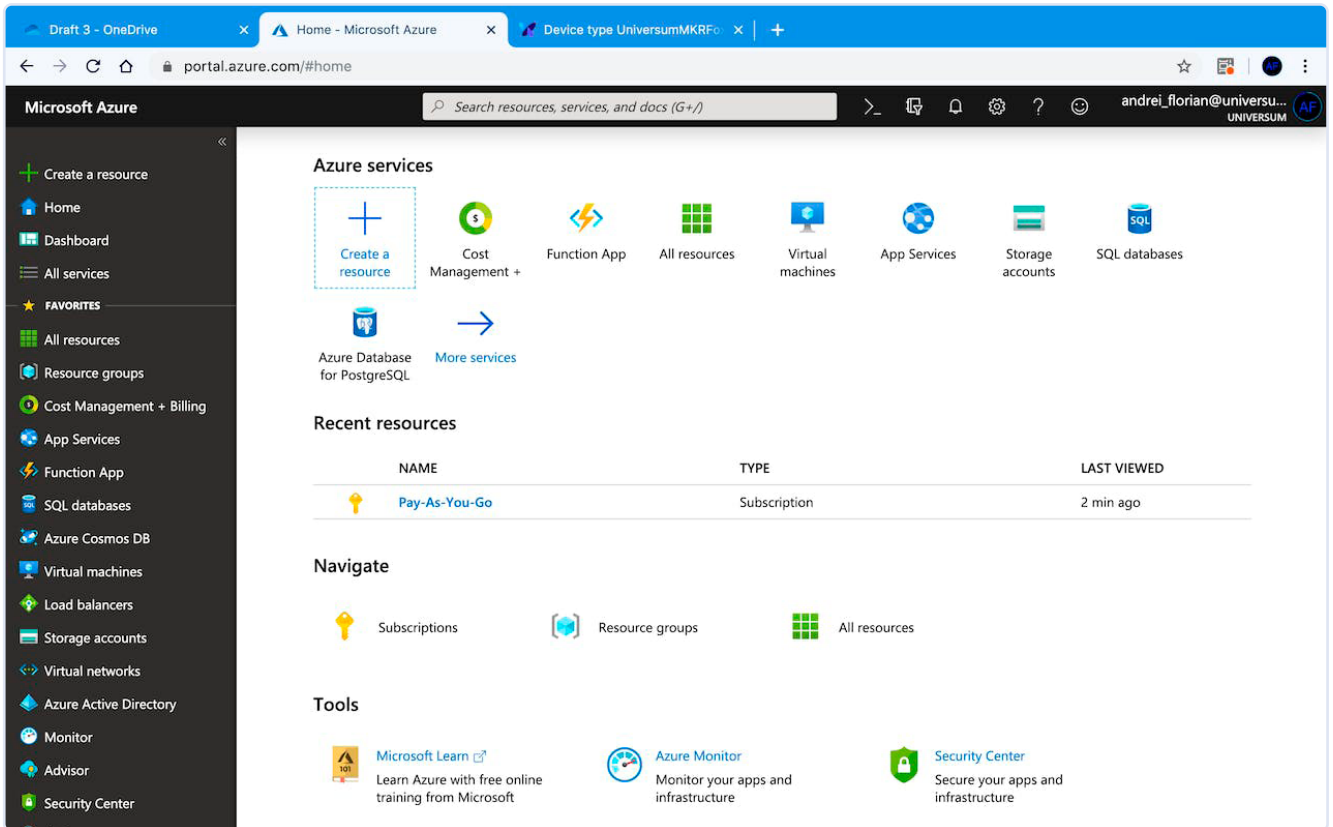 Draft 3 - OneDrive
Home - Microsoft Azure
Device type UniversumMKRFo
portal.azure.com/#home
AF
Microsoft Azure
Search resources, services, and docs (G+/)
andrei_florian@universu...
UNIVERSUM
AF
Create a resource
Home
Dashboard
All services
FAVORITES
All resources
Resource groups
Cost Management + Billing
App Services
Function App
SQL
SQL databases
Azure Cosmos DB
Virtual machines
Load balancers
Storage accounts
Virtual networks
Azure Active Directory
Monitor
Advisor
Security Center
Azure services
Create a
resource
$
Cost
Management +
Function App
All resources
Virtual
machines
App Services
Storage
accounts
SQL
SQL databases
Azure Database
for PostgreSQL
More services
Recent resources
NAME TYPE LAST VIEWED
Pay-As-You-Go Subscription 2 min ago
Navigate
Subscriptions
Resource groups
All resources
Tools
101
Microsoft Learn
Learn Azure with free online
training from Microsoft
Azure Monitor
Monitor your apps and
infrastructure
Security Center
Secure your apps and
infrastructure